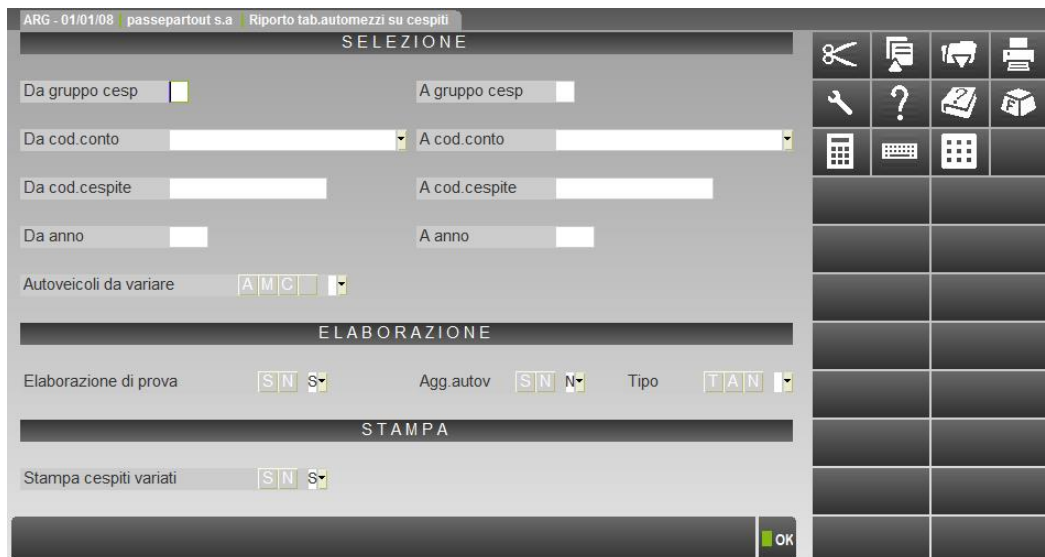 ARG - 01/01/08 passepartout s.a Riporto tab.automezzi su cespiti
SELEZIONE
Da gruppo cesp A gruppo cesp
Da cod.conto A cod.conto
Da cod.cespite A cod.cespite
Da anno A anno
Autoveicoli da variare A M C
ELABORAZIONE
Elaborazione di prova S N S Agg.autov S N N Tipo T A N
STAMPA
Stampa cespiti variati S N S
OK
? ? F